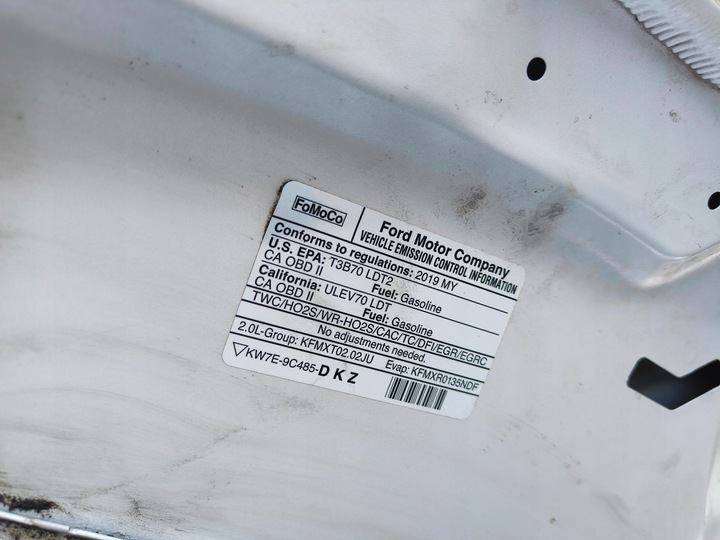 FoMoCo
Ford Motor Company
VEHICLE EMISSION CONTROL INFORMATION
Conforms to regulations: 2019 MY
U.S. EPA: T3B70 LDT2
CA OBD II Fuel: Gasoline
California: ULEV70 LDT
CA OBD II Fuel: Gasoline
TWC/HO2S/WR-HO2S/CAC/TC/DFI/EGR/EGRC
No adjustments needed.
2.0L-Group: KFMXT02.02JU Evap: KFMXR0135NDF
KW7E-9C485-DKZ